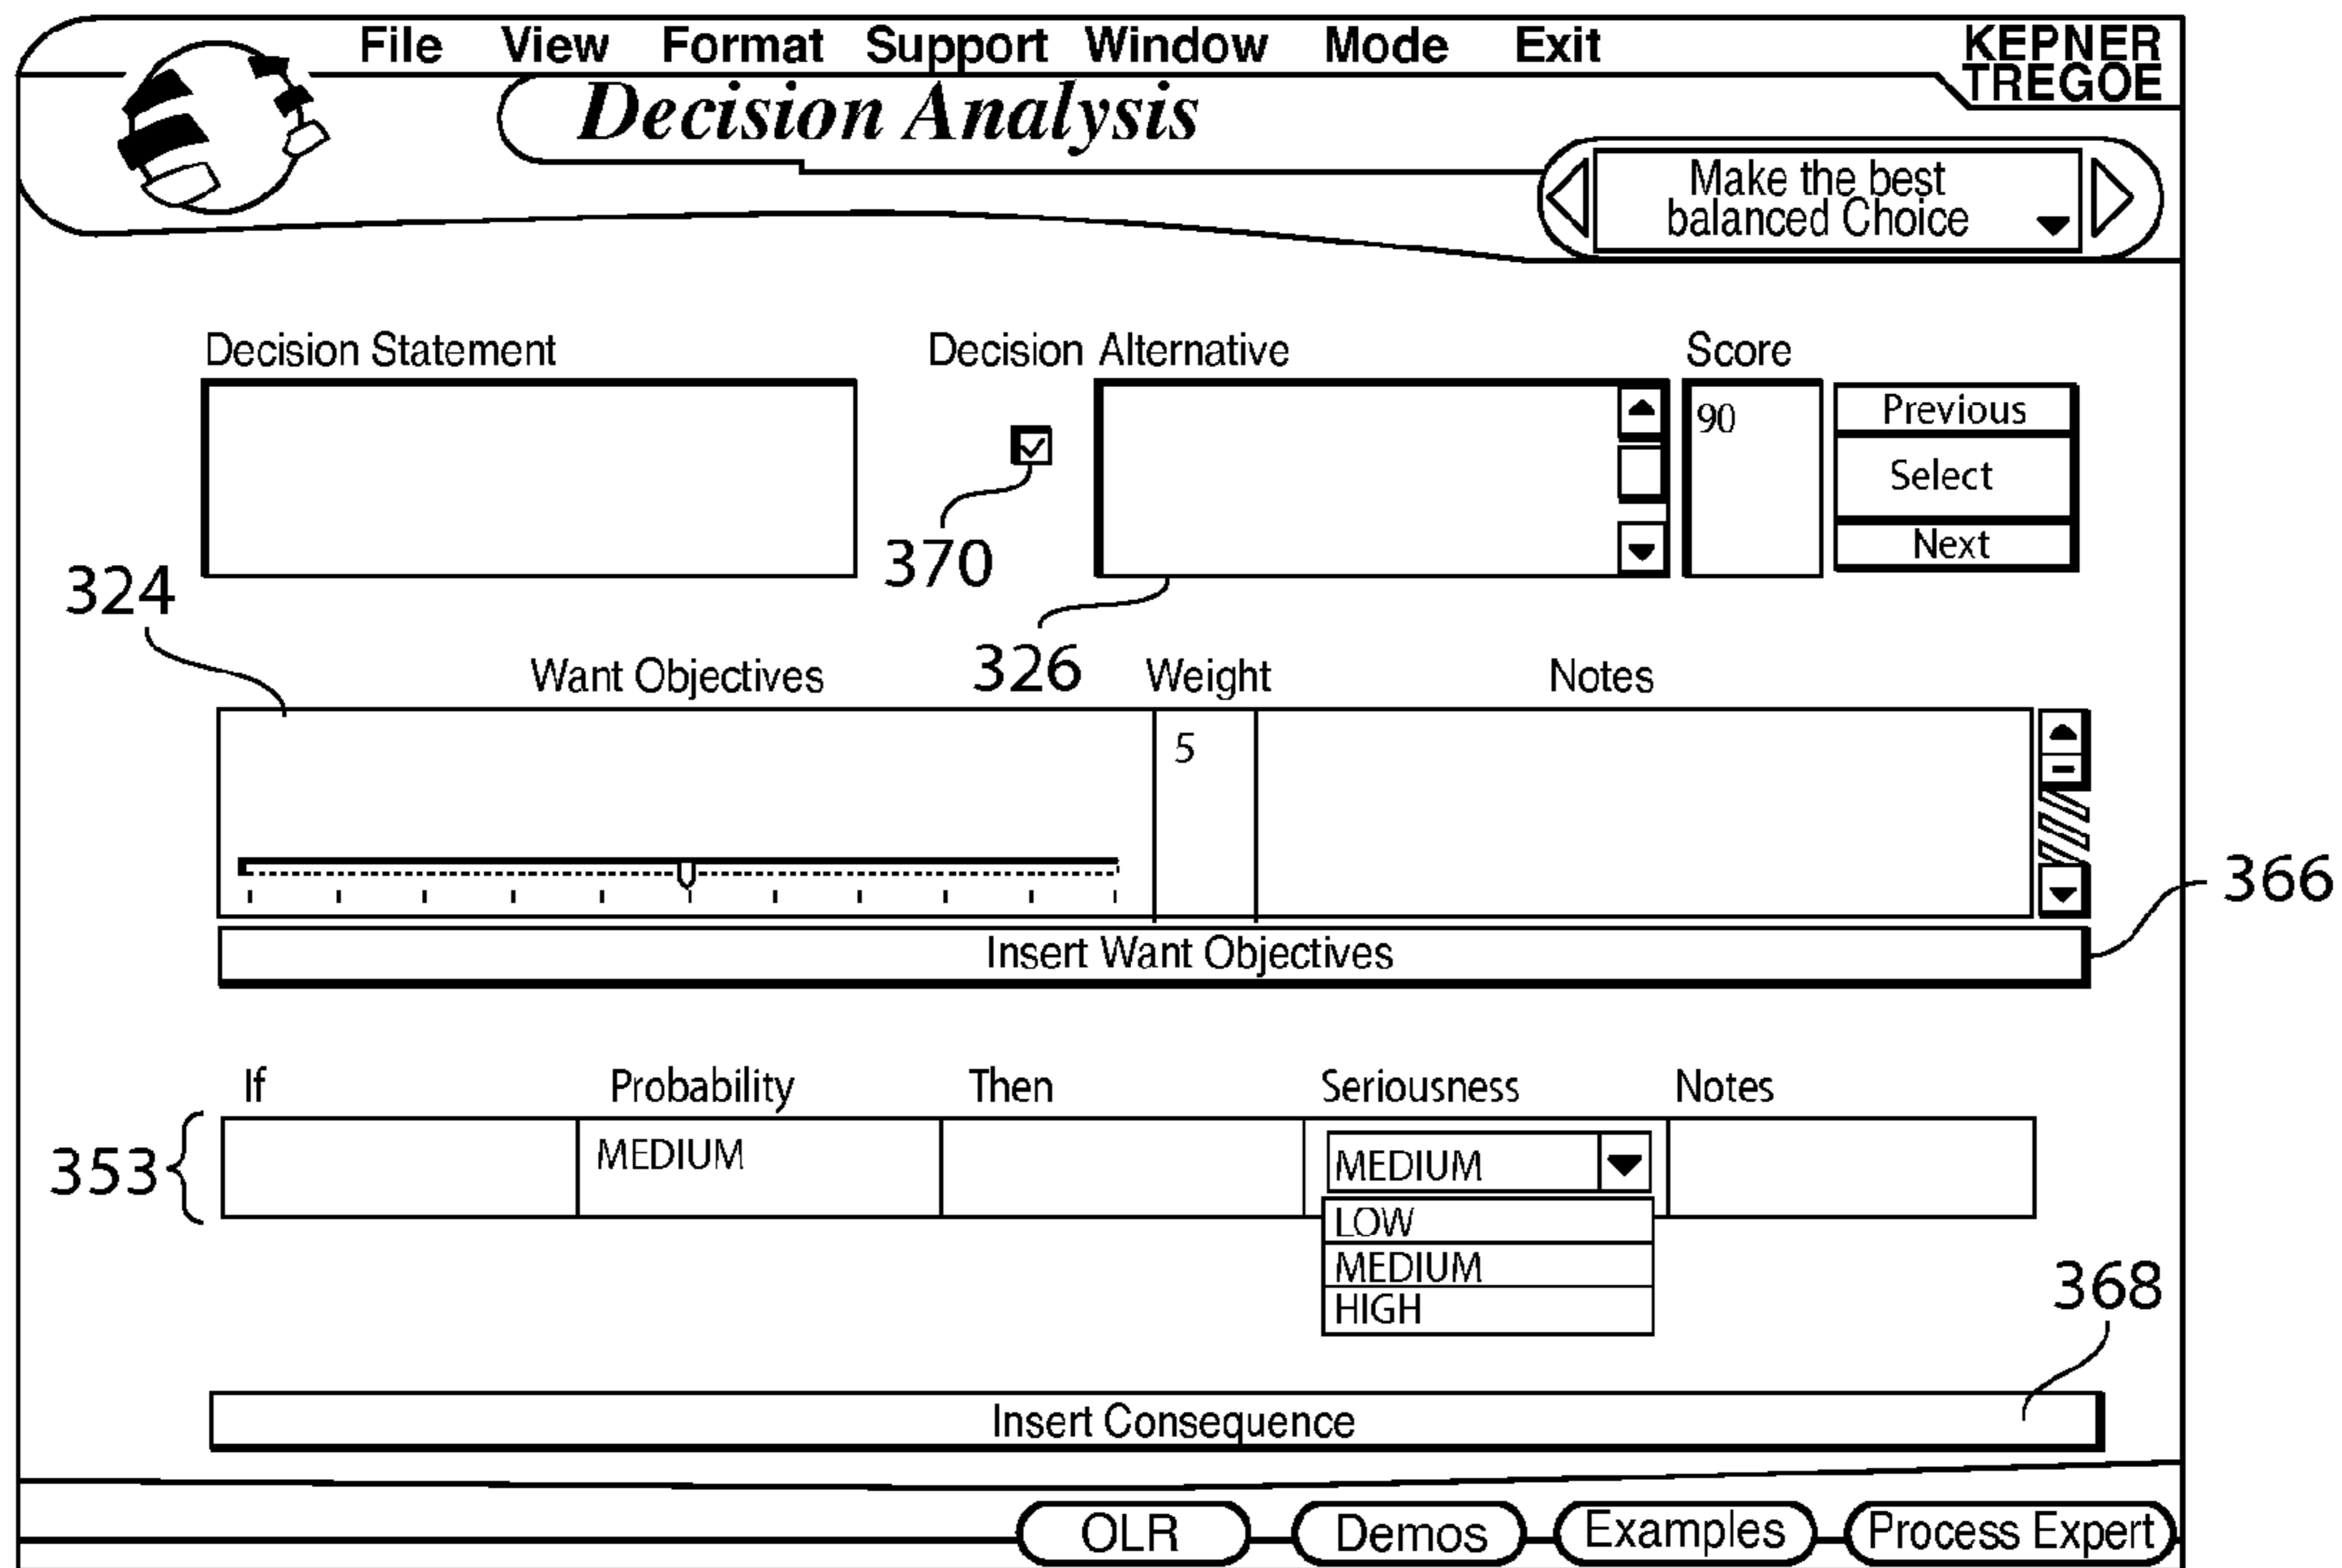 File View Format Support Window Mode Exit
KEPNER
TREGOE
Decision Analysis
Make the best
balanced Choice
Decision Statement
Decision Alternative
Score
90
Previous
Select
Next
370
324
326
Want Objectives
Weight
Notes
5
366
Insert Want Objectives
If
Probability
Then
Seriousness
Notes
353
MEDIUM
MEDIUM
LOW
MEDIUM
HIGH
368
Insert Consequence
OLR
Demos
Examples
Process Expert